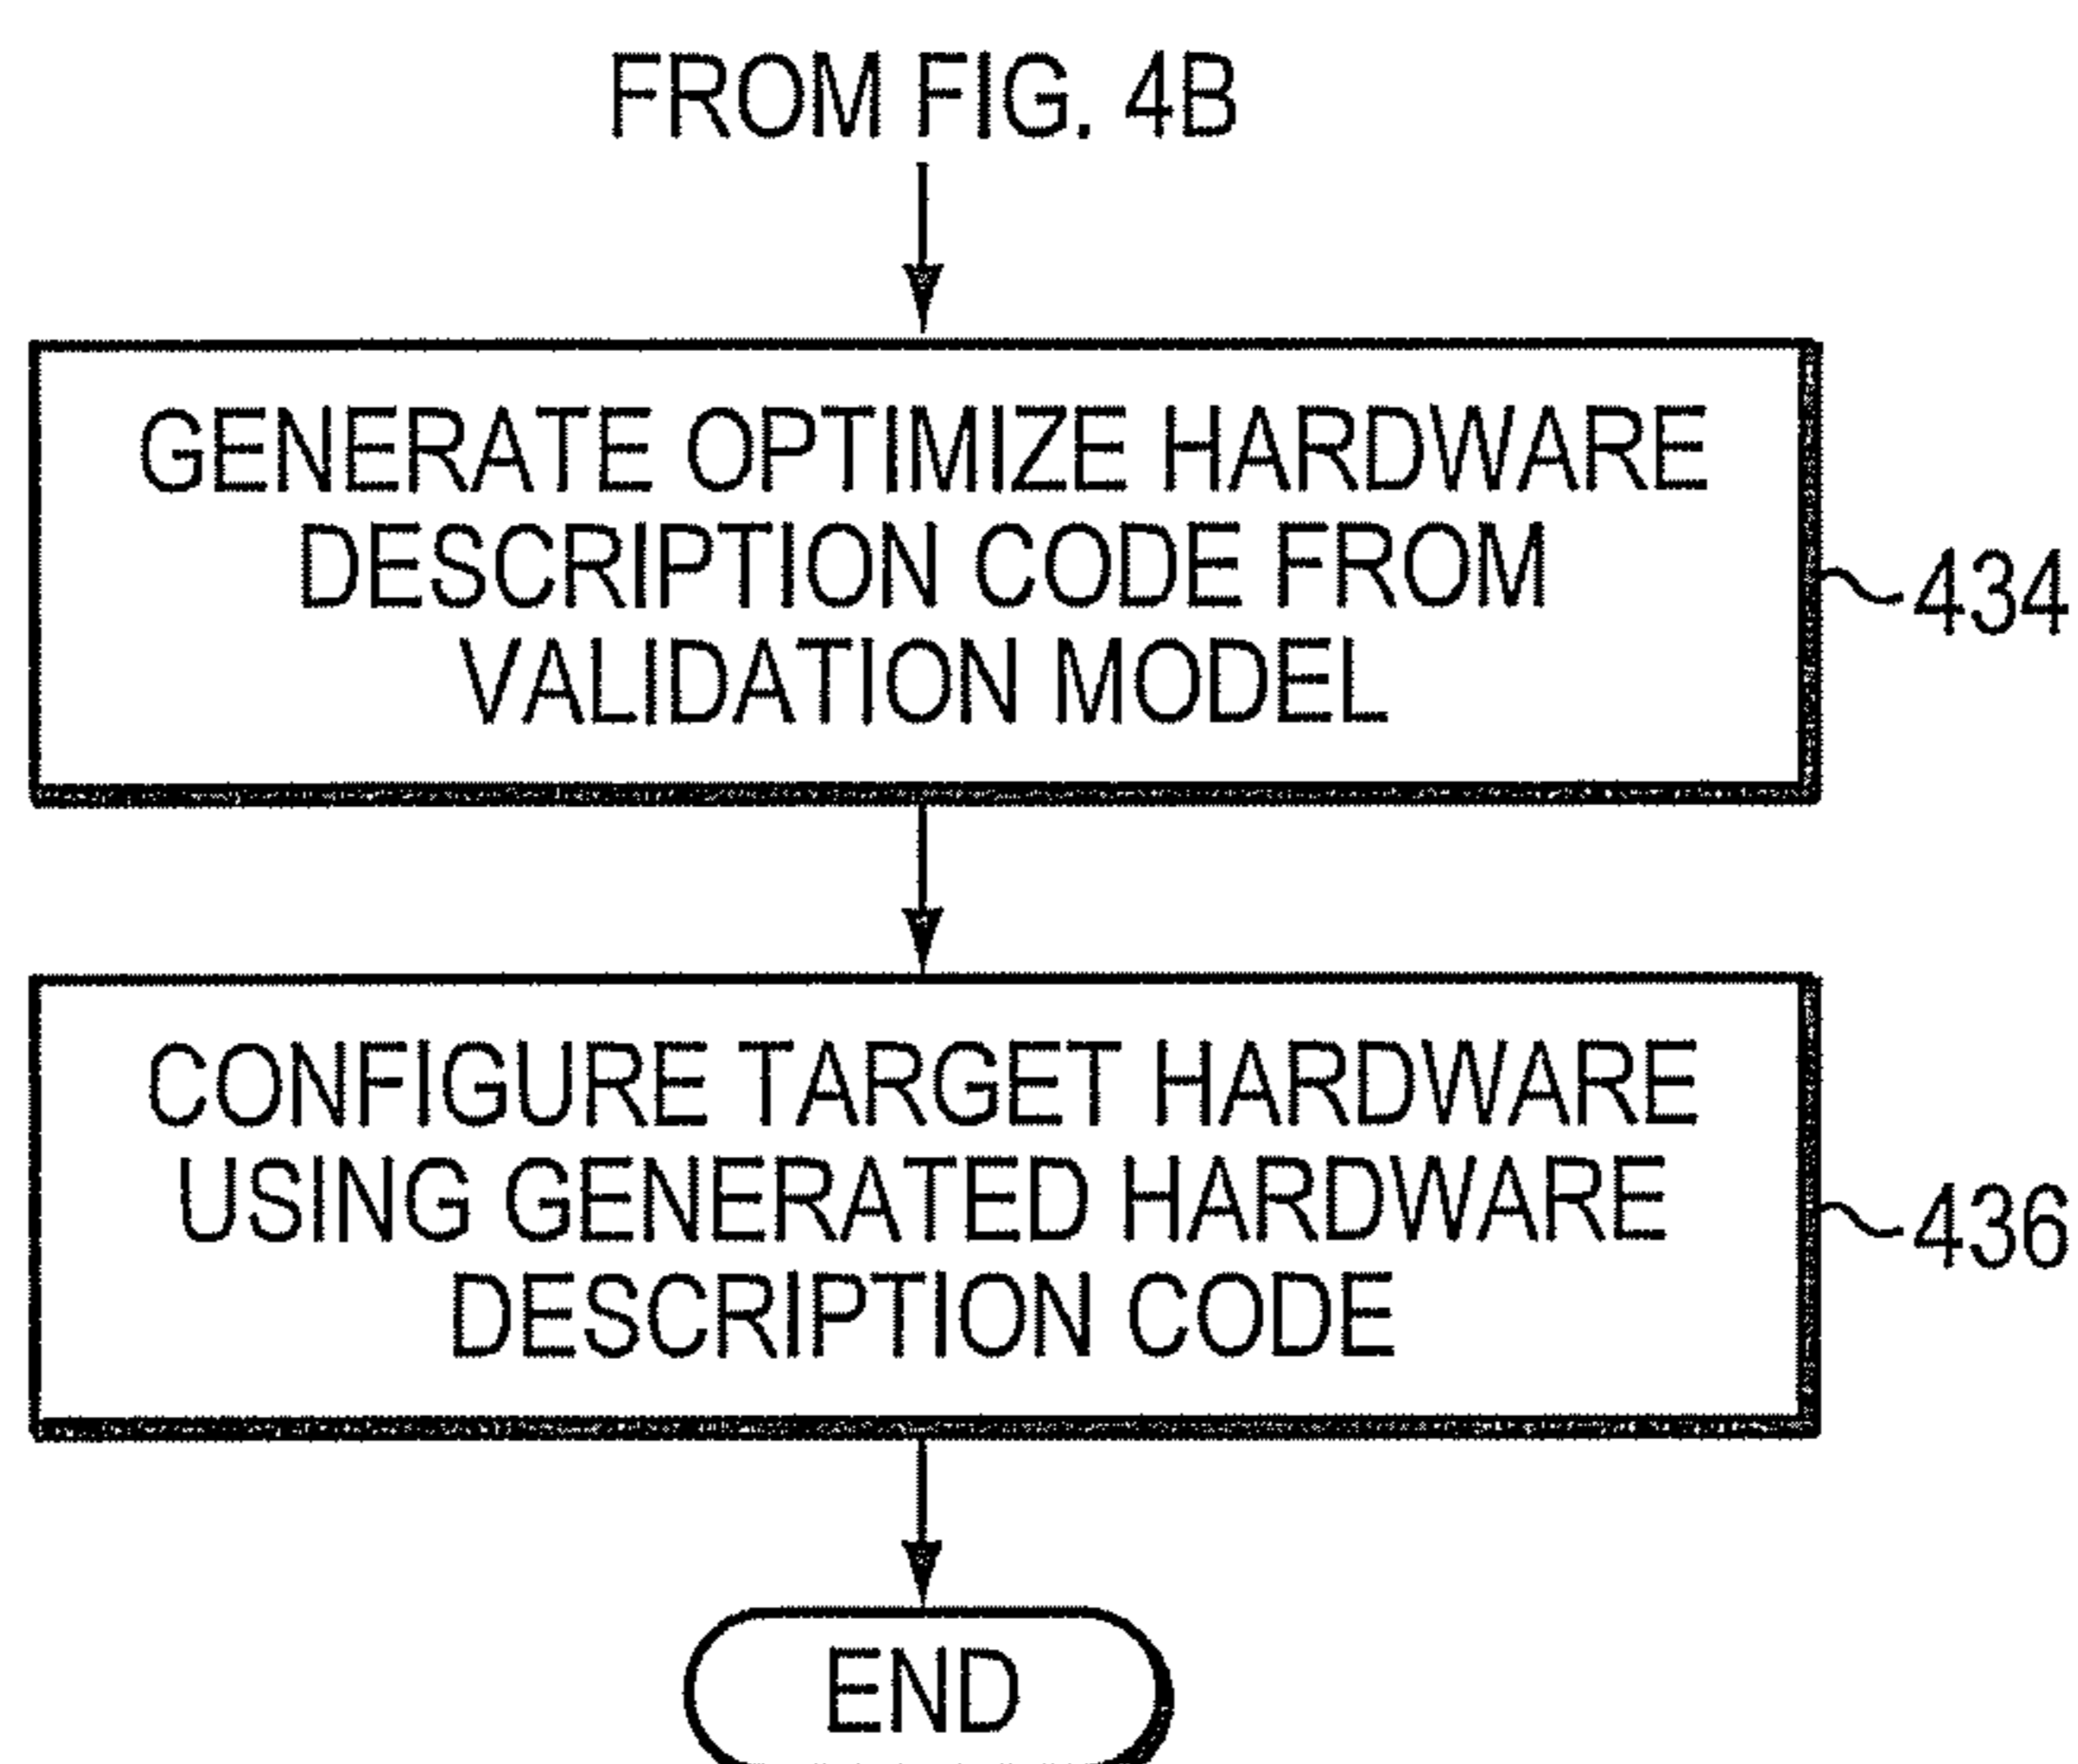 FROM FIG. 4B
GENERATE OPTIMIZE HARDWARE
DESCRIPTION CODE FROM
VALIDATION MODEL
434
CONFIGURE TARGET HARDWARE
USING GENERATED HARDWARE
DESCRIPTION CODE
436
END